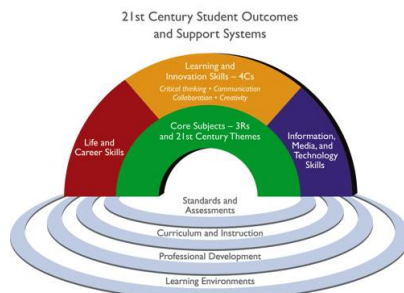 21st Century Student Outcomes
and Support Systems
Learning and
Innovation Skills – 4Cs
Critical thinking • Communication
Collaboration • Creativity
Core Subjects – 3Rs
and 21st Century Themes
Life and
Career Skills
Information,
Media, and
Technology
Skills
Standards and
Assessments
Curriculum and Instruction
Professional Development
Learning Environments